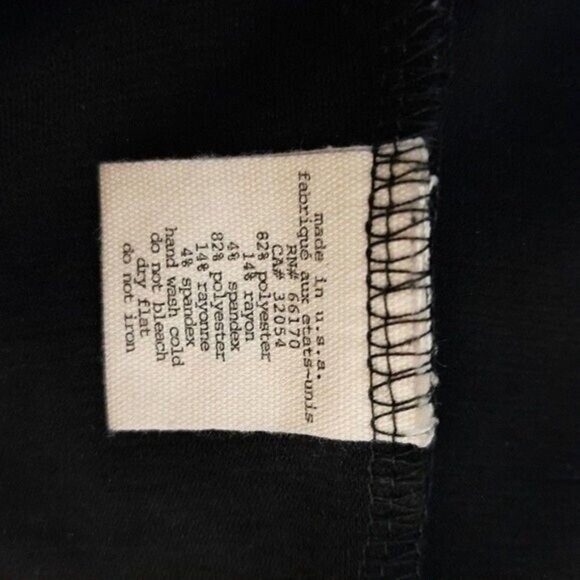 made in u.s.a.
fabriqué aux etats-unis
RN# 66170
CA# 32054
82% polyester
14% rayon
4% spandex
82% polyester
14% rayonne
4% spandex
hand wash cold
do not bleach
dry flat
do not iron